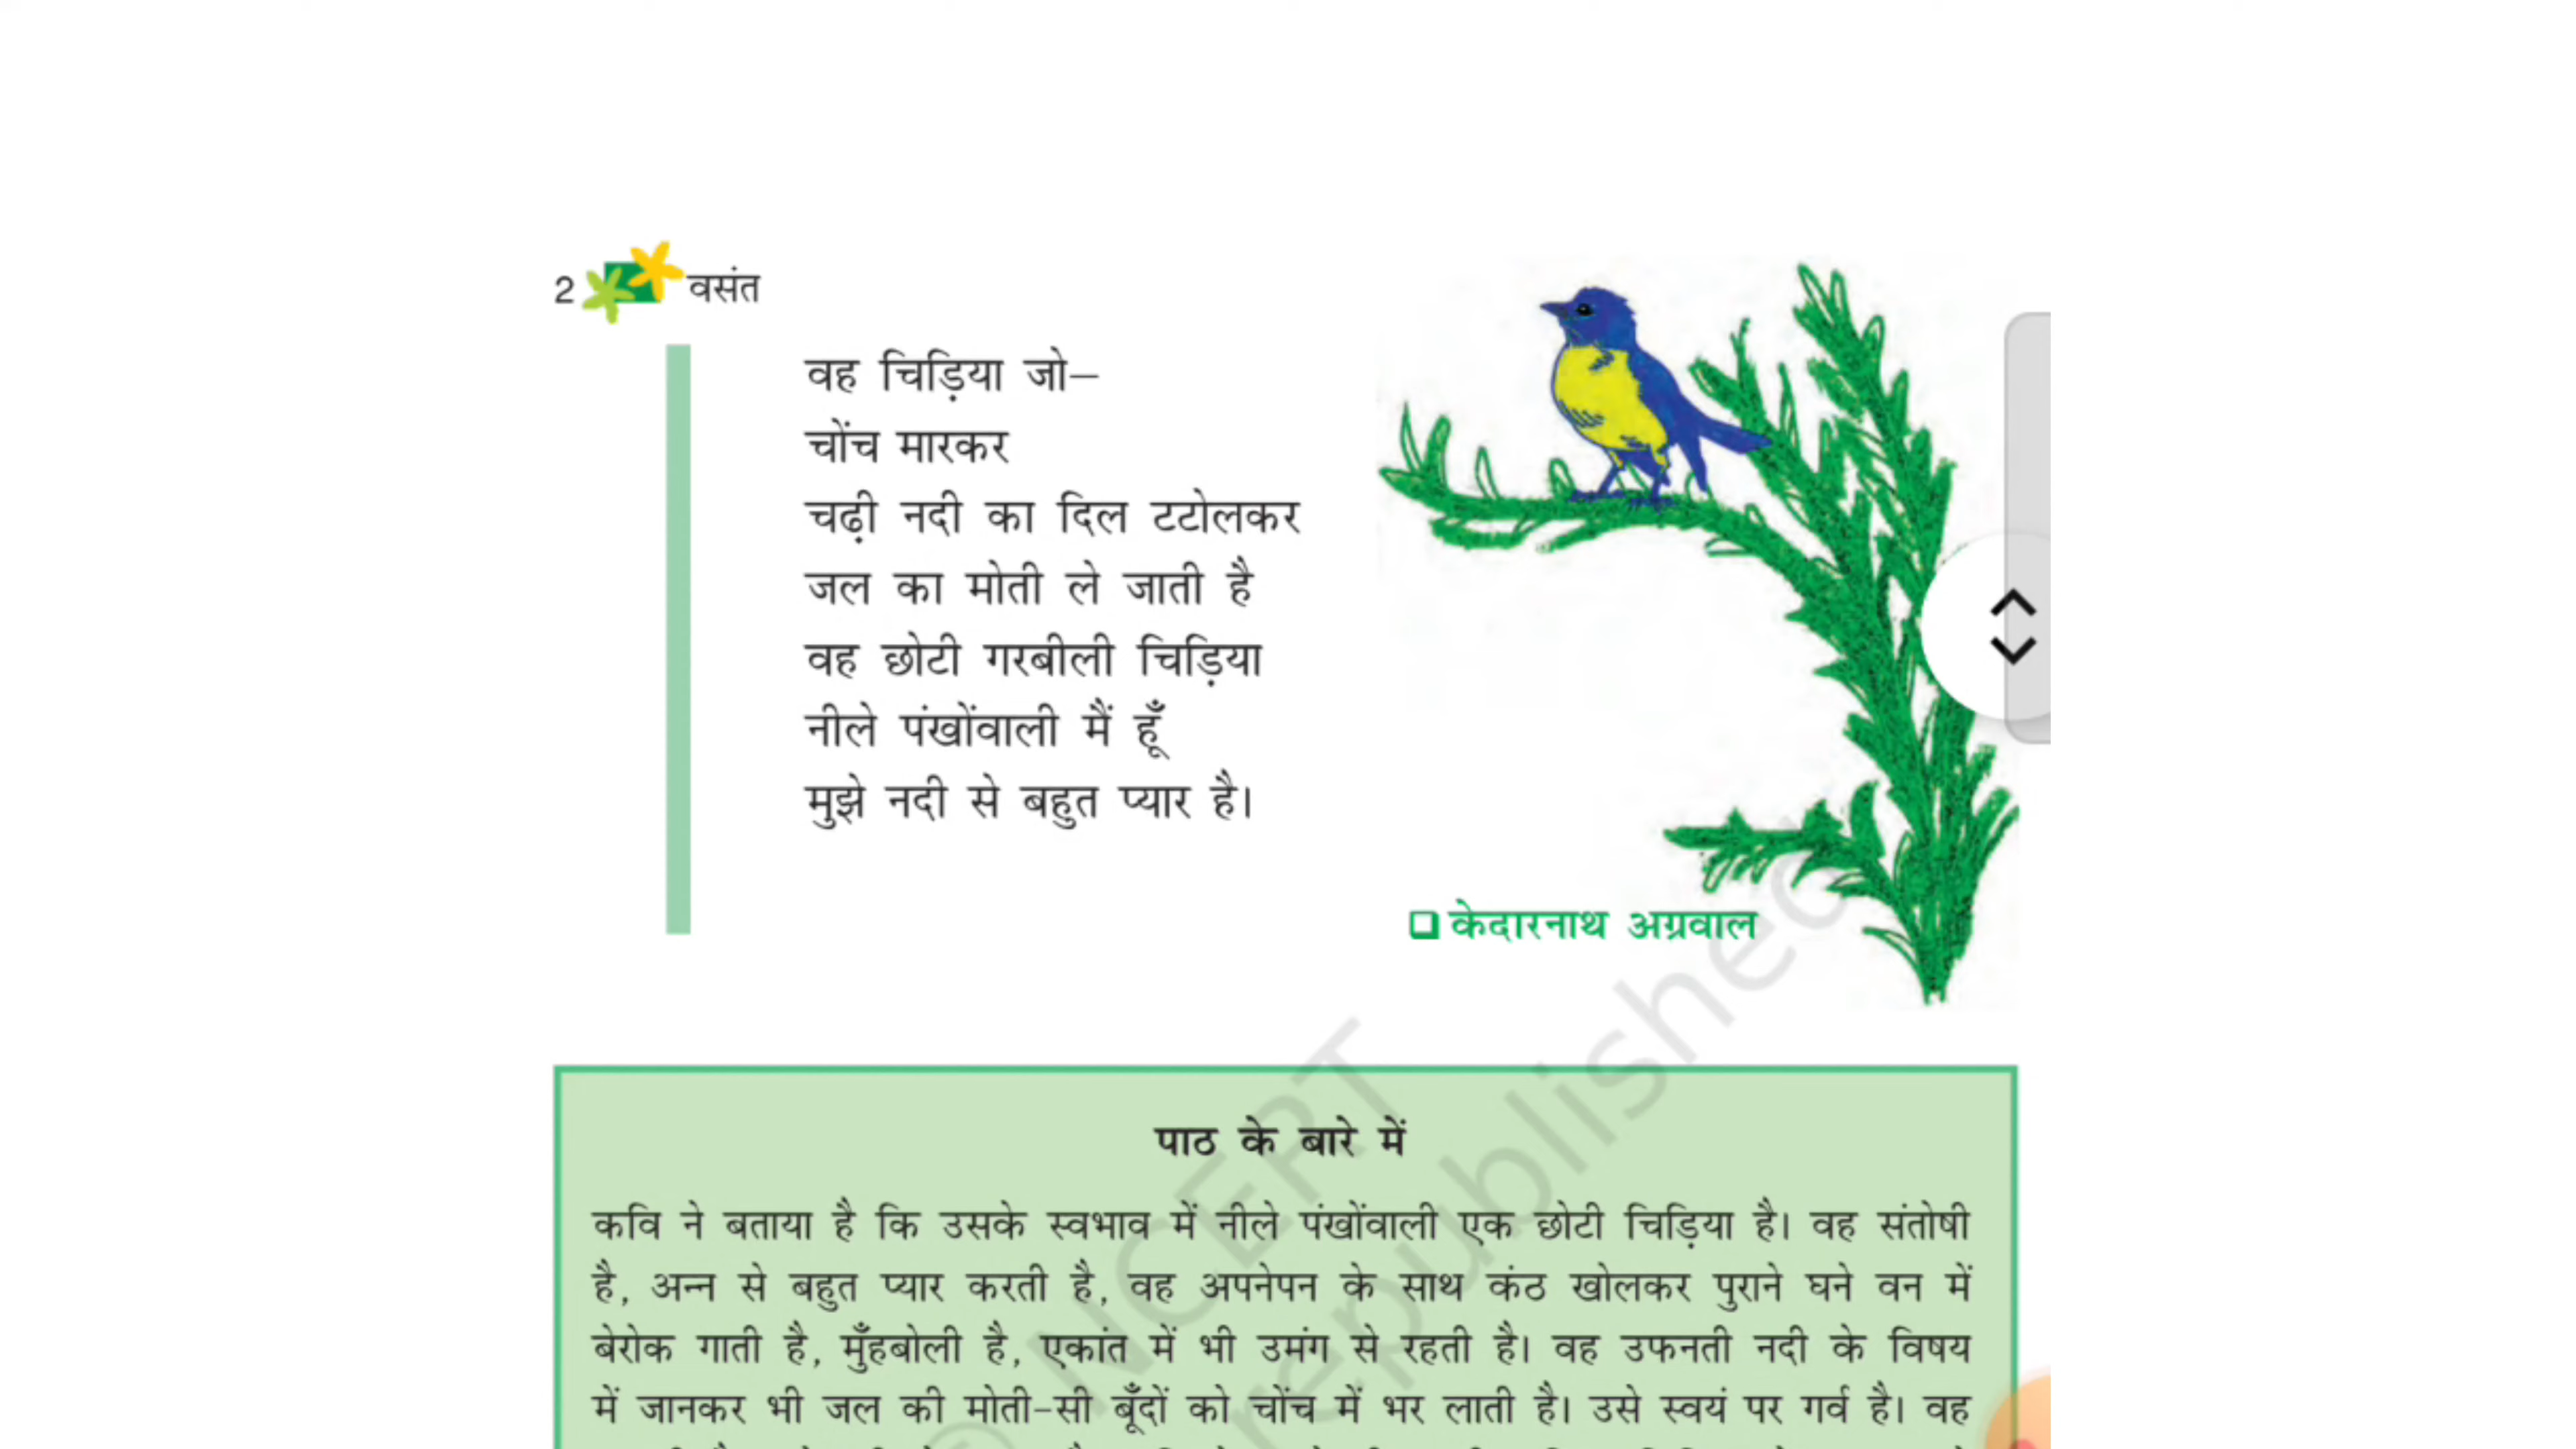 2 वसंत
वह चिड़िया जो–
चोंच मारकर
चढ़ी नदी का दिल टटोलकर
जल का मोती ले जाती है
वह छोटी गरबीली चिड़िया
नीले पंखोंवाली मैं हूँ
मुझे नदी से बहुत प्यार है।
❑ केदारनाथ अग्रवाल
पाठ के बारे में
कवि ने बताया है कि उसके स्वभाव में नीले पंखोंवाली एक छोटी चिड़िया है। वह संतोषी
है, अन्न से बहुत प्यार करती है, वह अपनेपन के साथ कंठ खोलकर पुराने घने वन में
बेरोक गाती है, मुँहबोली है, एकांत में भी उमंग से रहती है। वह उफनती नदी के विषय
में जानकर भी जल की मोती-सी बूँदों को चोंच में भर लाती है। उसे स्वयं पर गर्व है। वह
© NCERT
republished